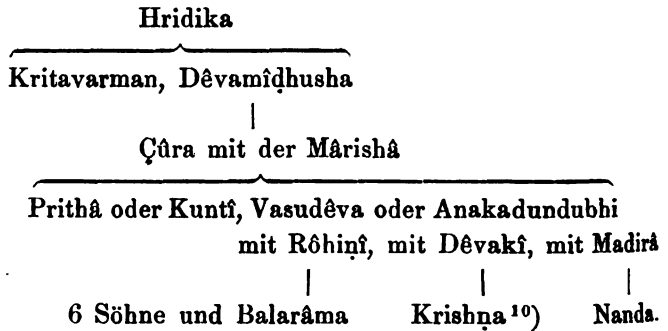 Hridika
Kritavarman, Dêvamîḍhusha
Çûra mit der Mârishâ
Prithâ oder Kuntî, Vasudêva oder Anakadundubhi
mit Rôhiṇî, mit Dêvakî, mit Madirâ
6 Söhne und Balarâma Krishṇa ¹⁰) Nanda.